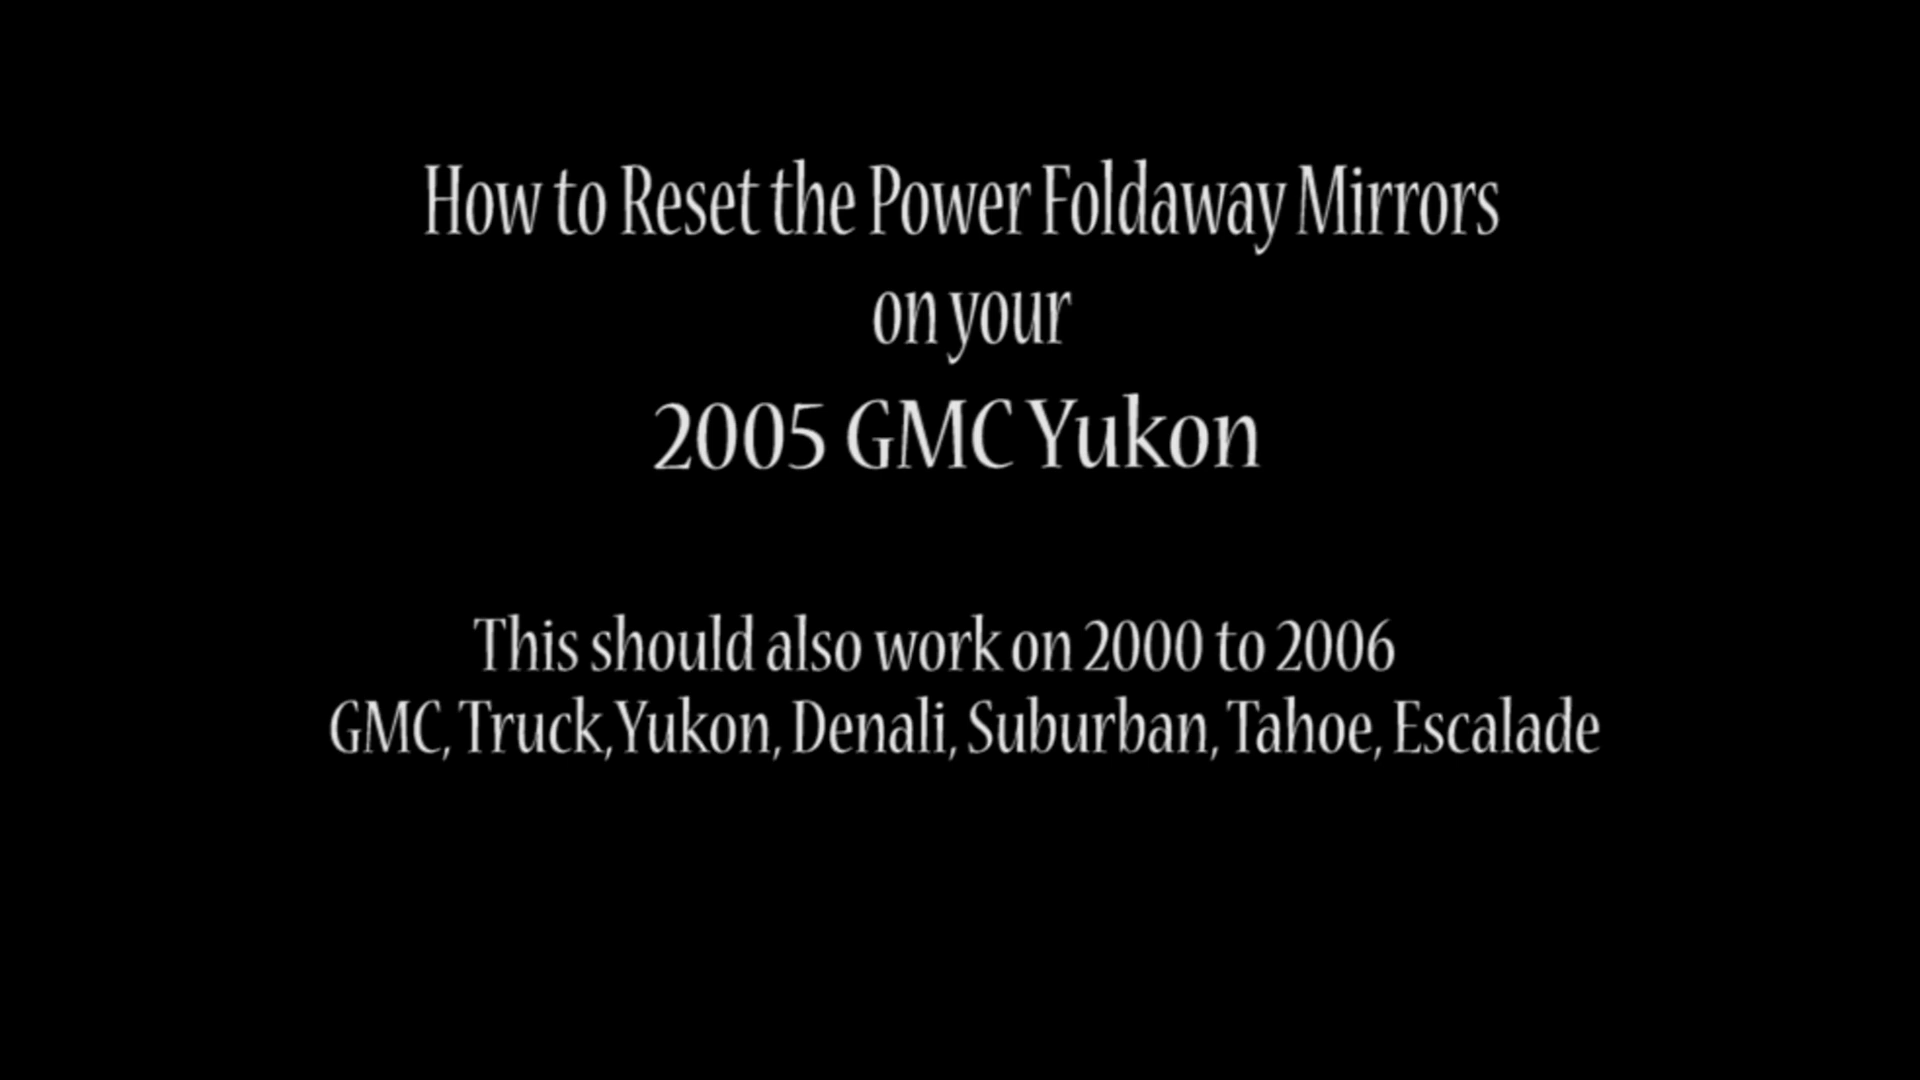 How to Reset the Power Foldaway Mirrors
on your
2005 GMC Yukon
This should also work on 2000 to 2006
GMC, Truck,Yukon, Denali, Suburban, Tahoe, Escalade